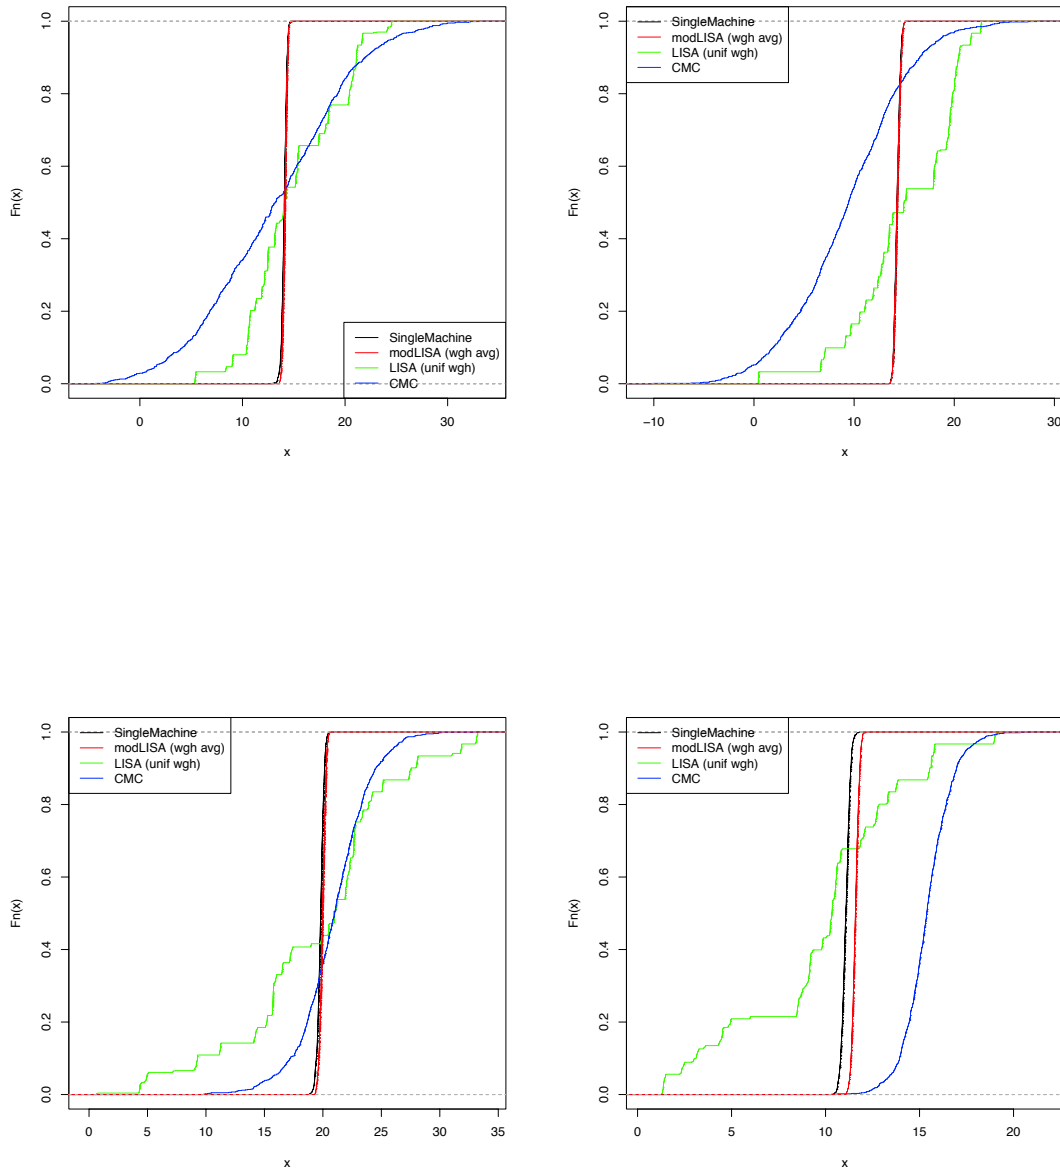 1.0
0.8
0.6
0.4
0.2
0.0
Fn(x)
SingleMachine
modLISA (wgh avg)
LISA (unif wgh)
CMC
0 10 20 30
x
1.0
0.8
0.6
0.4
0.2
0.0
Fn(x)
SingleMachine
modLISA (wgh avg)
LISA (unif wgh)
CMC
−10 0 10 20 30
x
1.0
0.8
0.6
0.4
0.2
0.0
Fn(x)
SingleMachine
modLISA (wgh avg)
LISA (unif wgh)
CMC
0 5 10 15 20 25 30 35
x
1.0
0.8
0.6
0.4
0.2
0.0
Fn(x)
SingleMachine
modLISA (wgh avg)
LISA (unif wgh)
CMC
0 5 10 15 20
x